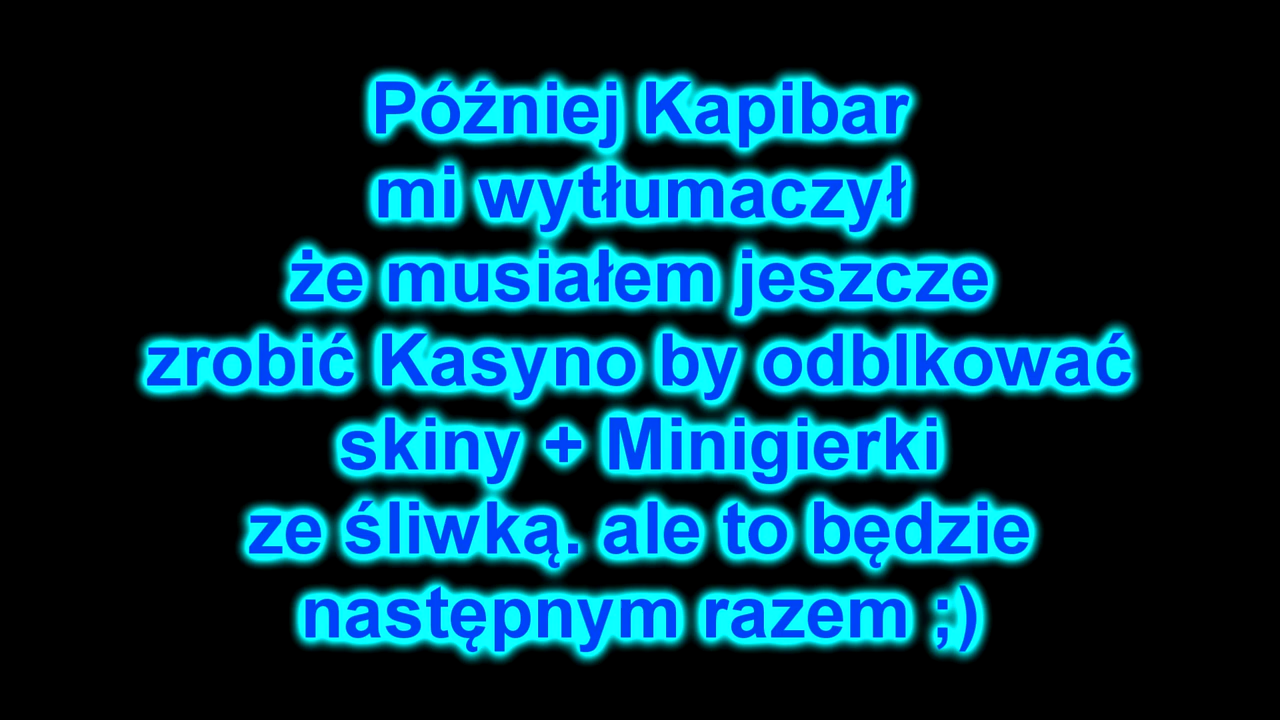 Później Kapibar
mi wytłumaczył
że musiałem jeszcze
zrobić Kasyno by odblkować
skiny + Minigierki
ze śliwką. ale to będzie
następnym razem ;)